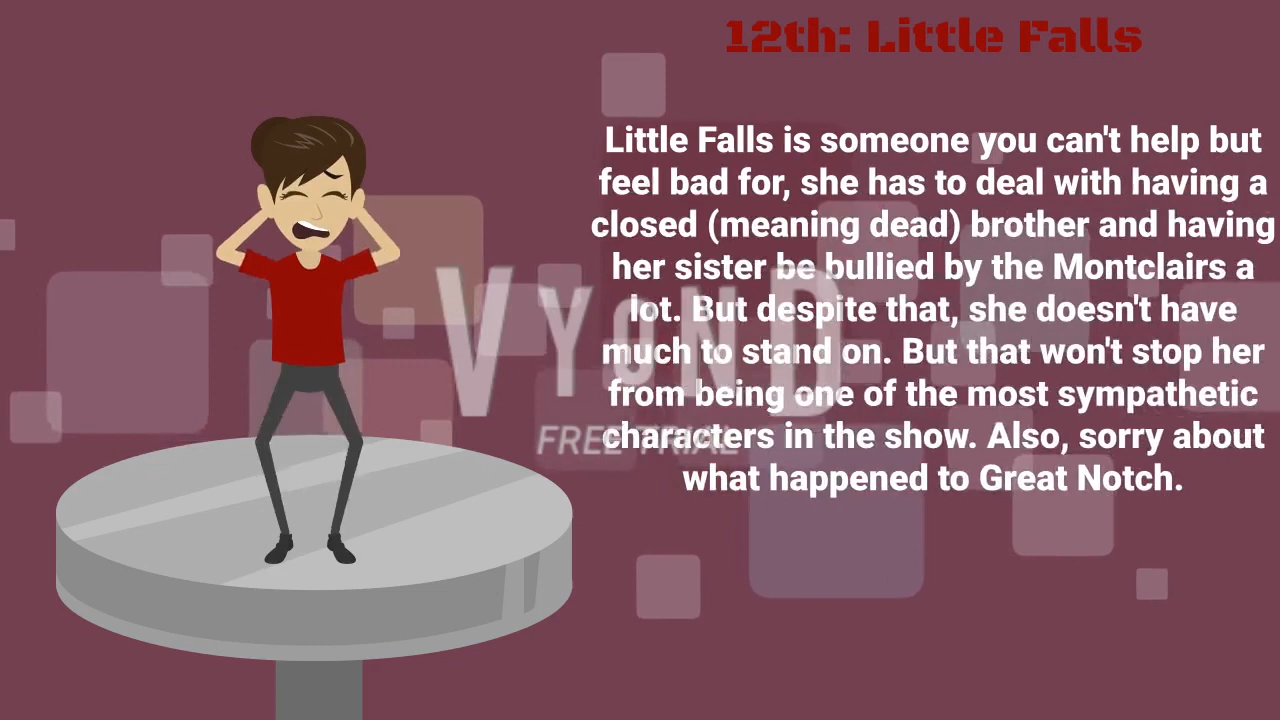 12th: Little Falls
Little Falls is someone you can't help but
feel bad for, she has to deal with having a
closed (meaning dead) brother and having
her sister be bullied by the Montclairs a
lot. But despite that, she doesn't have
much to stand on. But that won't stop her
from being one of the most sympathetic
characters in the show. Also, sorry about
what happened to Great Notch.
VYOND
FREE TRIAL